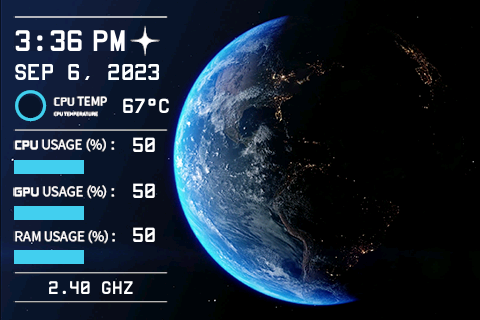 3:36 PM
SEP 6, 2023
CPU TEMP 67°C
CPU TEMPERATURE
CPU USAGE (%) : 50
GPU USAGE (%) : 50
RAM USAGE (%) : 50
2.40 GHZ